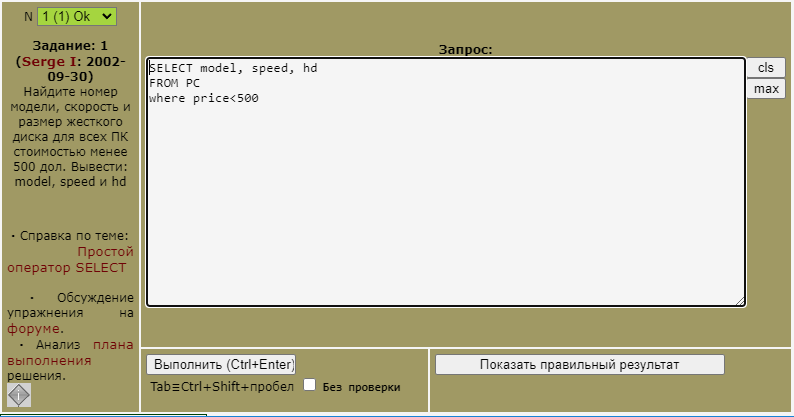 N 1 (1) Ok
Задание: 1
(Serge I: 2002-
09-30)
Найдите номер
модели, скорость и
размер жесткого
диска для всех ПК
стоимостью менее
500 дол. Вывести:
model, speed и hd
· Справка по теме:
Простой
оператор SELECT
· Обсуждение
упражнения на
форуме.
· Анализ плана
выполнения
решения.
Запрос:
SELECT model, speed, hd
FROM PC
where price<500
cls
max
Выполнить (Ctrl+Enter)
Tab≡Ctrl+Shift+пробел Без проверки
Показать правильный результат